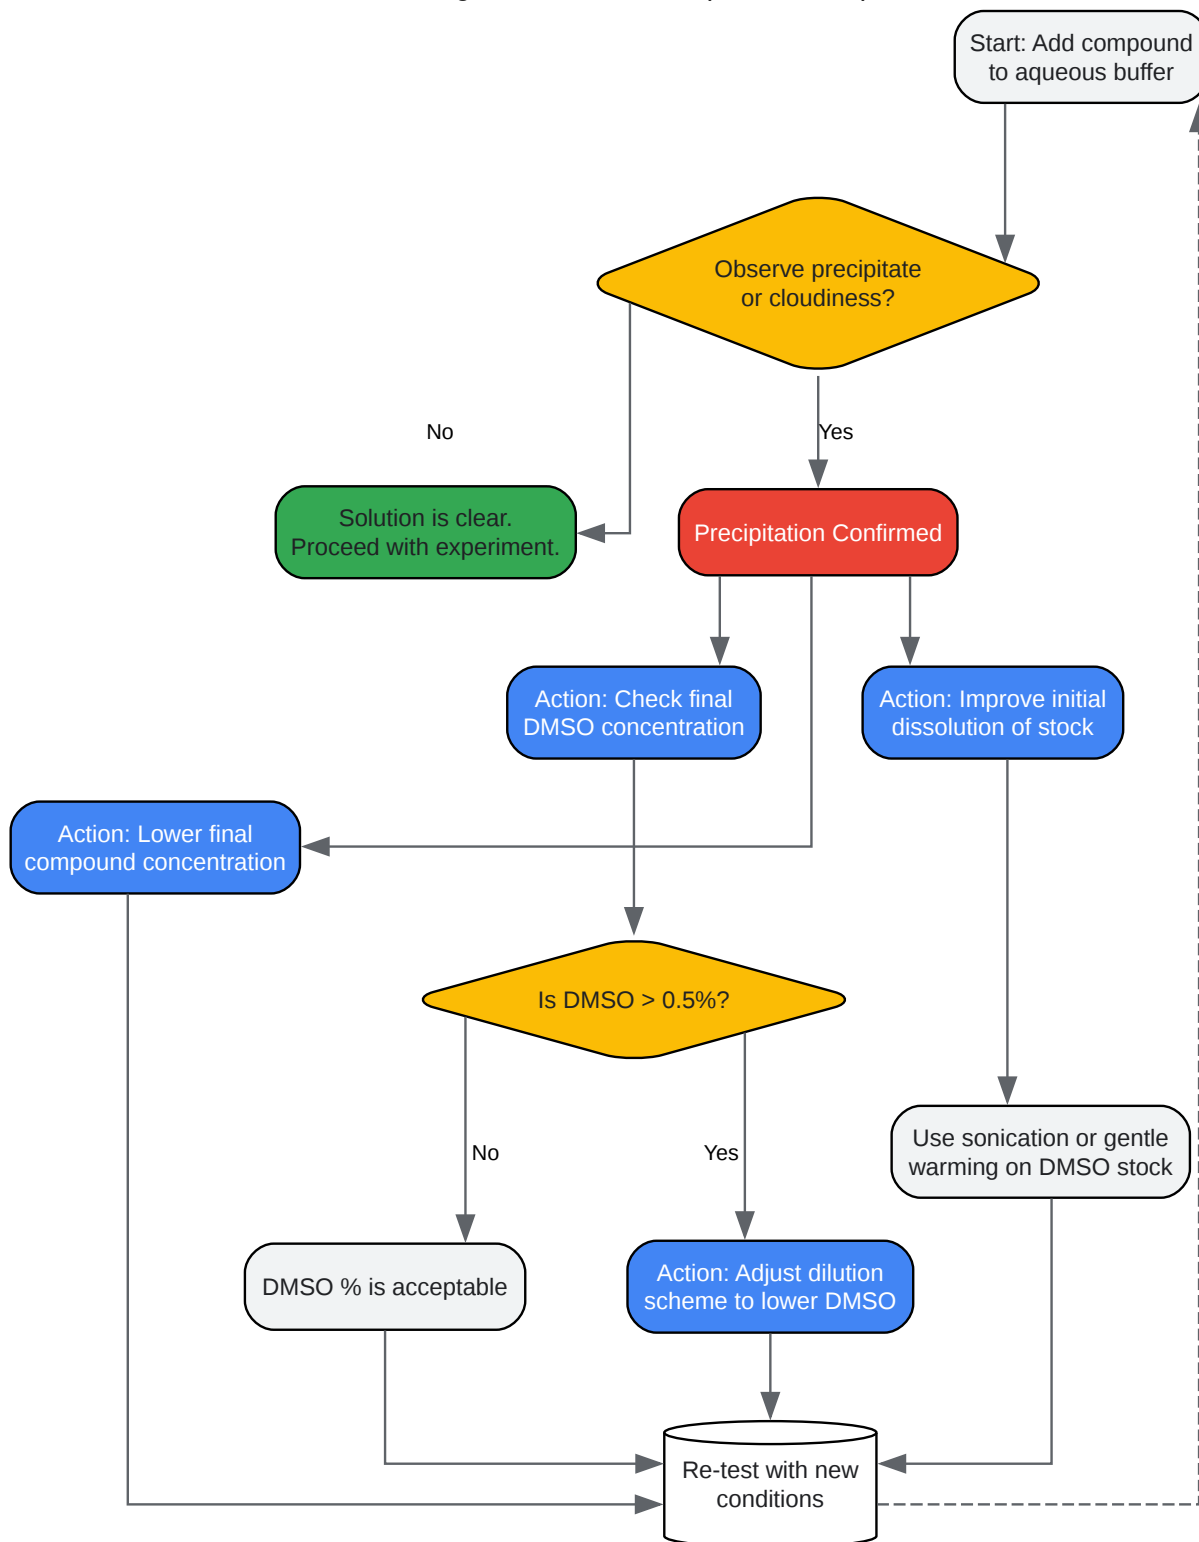 Start: Add compound
to aqueous buffer
Observe precipitate
or cloudiness?
No
Yes
Solution is clear.
Proceed with experiment.
Precipitation Confirmed
Action: Check final
DMSO concentration
Action: Improve initial
dissolution of stock
Action: Lower final
compound concentration
Is DMSO > 0.5%?
No
Yes
Use sonication or gentle
warming on DMSO stock
DMSO % is acceptable
Action: Adjust dilution
scheme to lower DMSO
Re-test with new
conditions